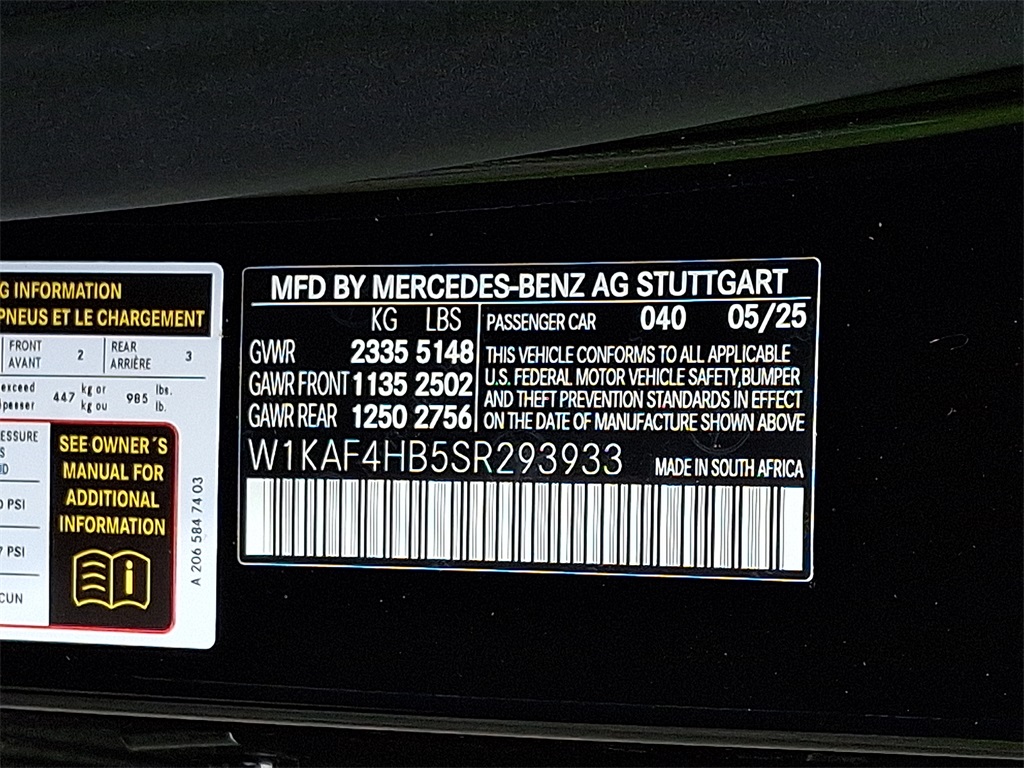 G INFORMATION
PNEUS ET LE CHARGEMENT
FRONT
AVANT
2
REAR
ARRIÈRE
3
exceed
447
kg or
kg ou
985
lbs.
lb.
SEE OWNER´S
MANUAL FOR
ADDITIONAL
INFORMATION
PSI
7 PSI
A 206 584 74 03
MFD BY MERCEDES-BENZ AG STUTTGART
KG LBS
GVWR 2335 5148
GAWR FRONT 1135 2502
GAWR REAR 1250 2756
PASSENGER CAR 040 05/25
THIS VEHICLE CONFORMS TO ALL APPLICABLE
U.S. FEDERAL MOTOR VEHICLE SAFETY,BUMPER
AND THEFT PREVENTION STANDARDS IN EFFECT
ON THE DATE OF MANUFACTURE SHOWN ABOVE
W1KAF4HB5SR293933
MADE IN SOUTH AFRICA